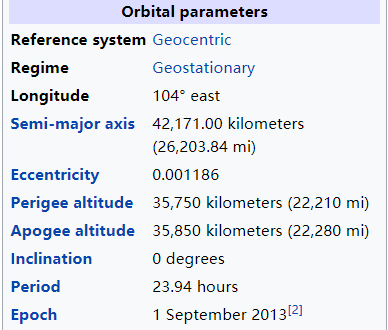 Orbital parameters
Reference system Geocentric
Regime Geostationary
Longitude 104° east
Semi-major axis 42,171.00 kilometers
(26,203.84 mi)
Eccentricity 0.001186
Perigee altitude 35,750 kilometers (22,210 mi)
Apogee altitude 35,850 kilometers (22,280 mi)
Inclination 0 degrees
Period 23.94 hours
Epoch 1 September 2013[2]